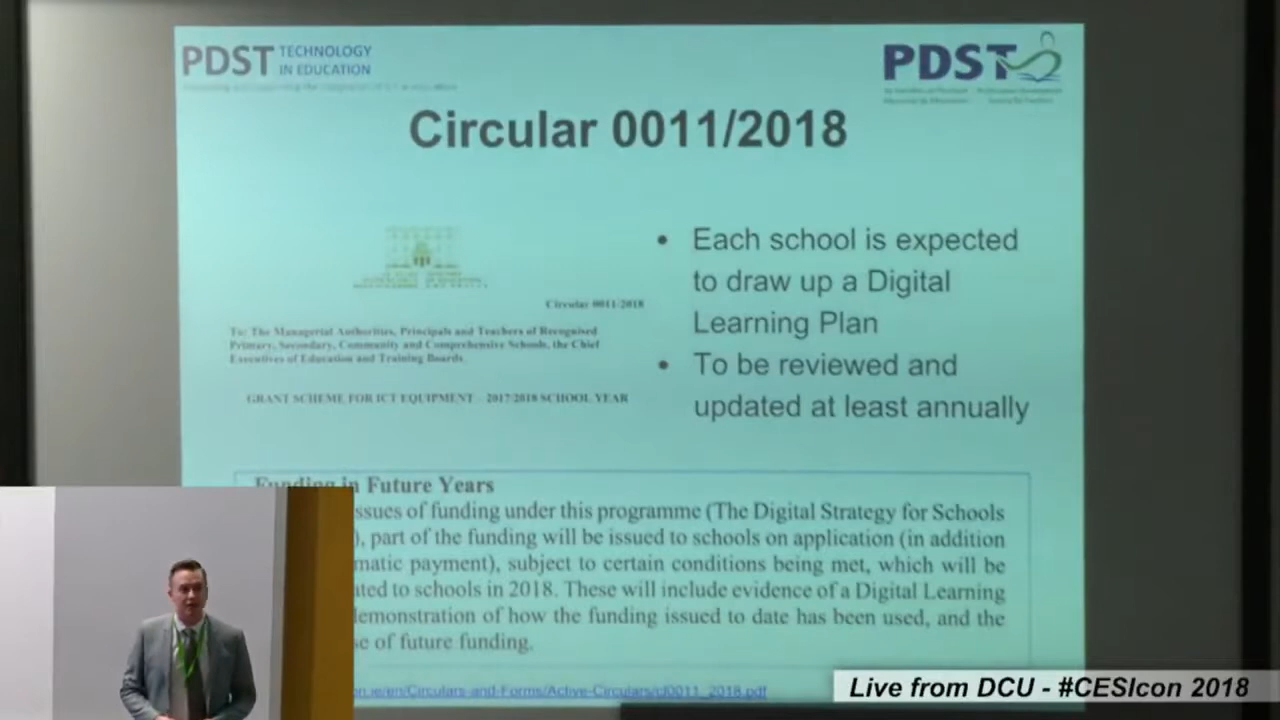 PDST TECHNOLOGY
IN EDUCATION
PDST
Circular 0011/2018
Circular 0011/2018
To: The Managerial Authorities, Principals and Teachers of Recognised
Primary, Secondary, Community and Comprehensive Schools, the Chief
Executives of Education and Training Boards
GRANT SCHEME FOR ICT EQUIPMENT – 2017/2018 SCHOOL YEAR
• Each school is expected
to draw up a Digital
Learning Plan
• To be reviewed and
updated at least annually
Funding in Future Years
ssues of funding under this programme (The Digital Strategy for Schools
), part of the funding will be issued to schools on application (in addition
matic payment), subject to certain conditions being met, which will be
ated to schools in 2018. These will include evidence of a Digital Learning
emonstration of how the funding issued to date has been used, and the
se of future funding.
on.ie/en/Circulars-and-Forms/Active-Circulars/cl0011_2018.pdf
Live from DCU - #CESIcon 2018